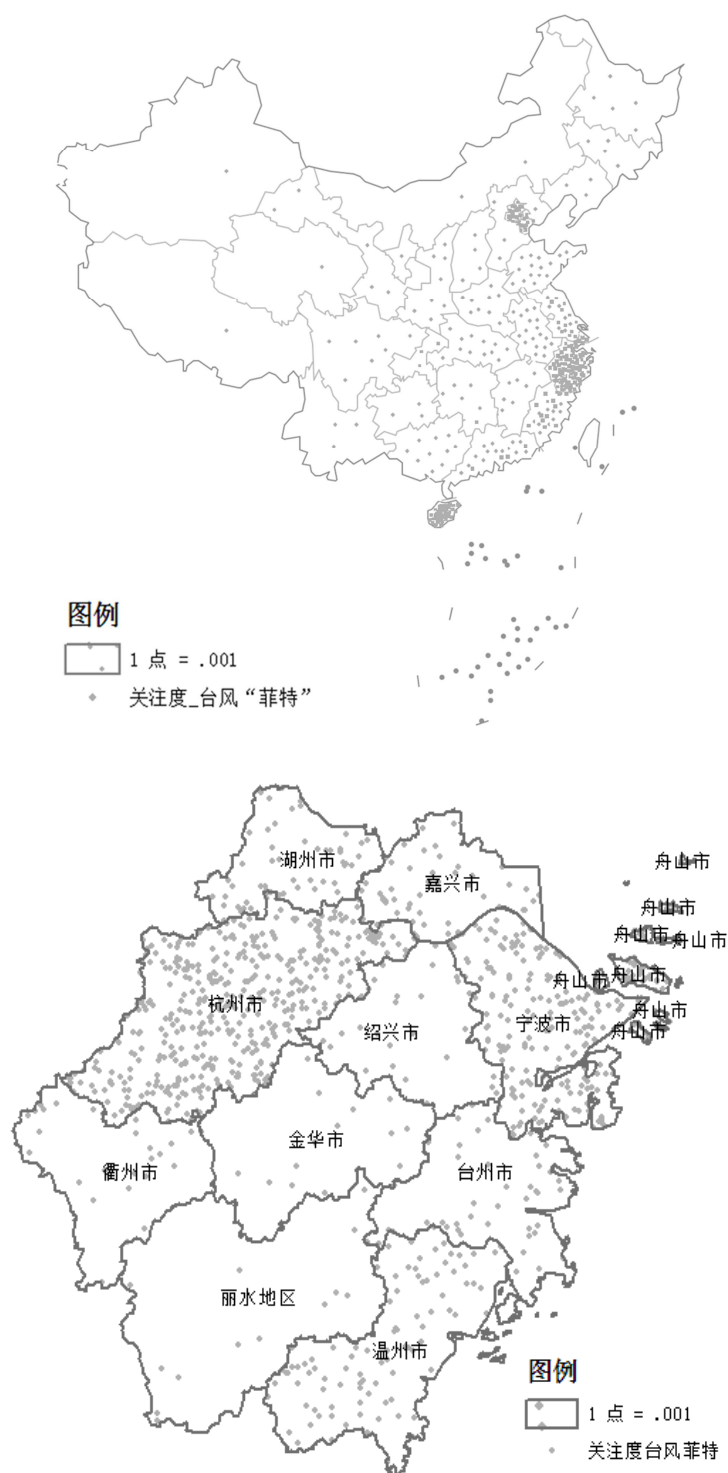 图例
1 点 = .001
关注度_台风“菲特”
湖州市
嘉兴市
舟山市
舟山市
舟山市
舟山市
舟山市
舟山市
杭州市
舟山市
宁波市
绍兴市
舟山市
金华市
衢州市
台州市
丽水地区
温州市
图例
1 点 = .001
关注度台风菲特